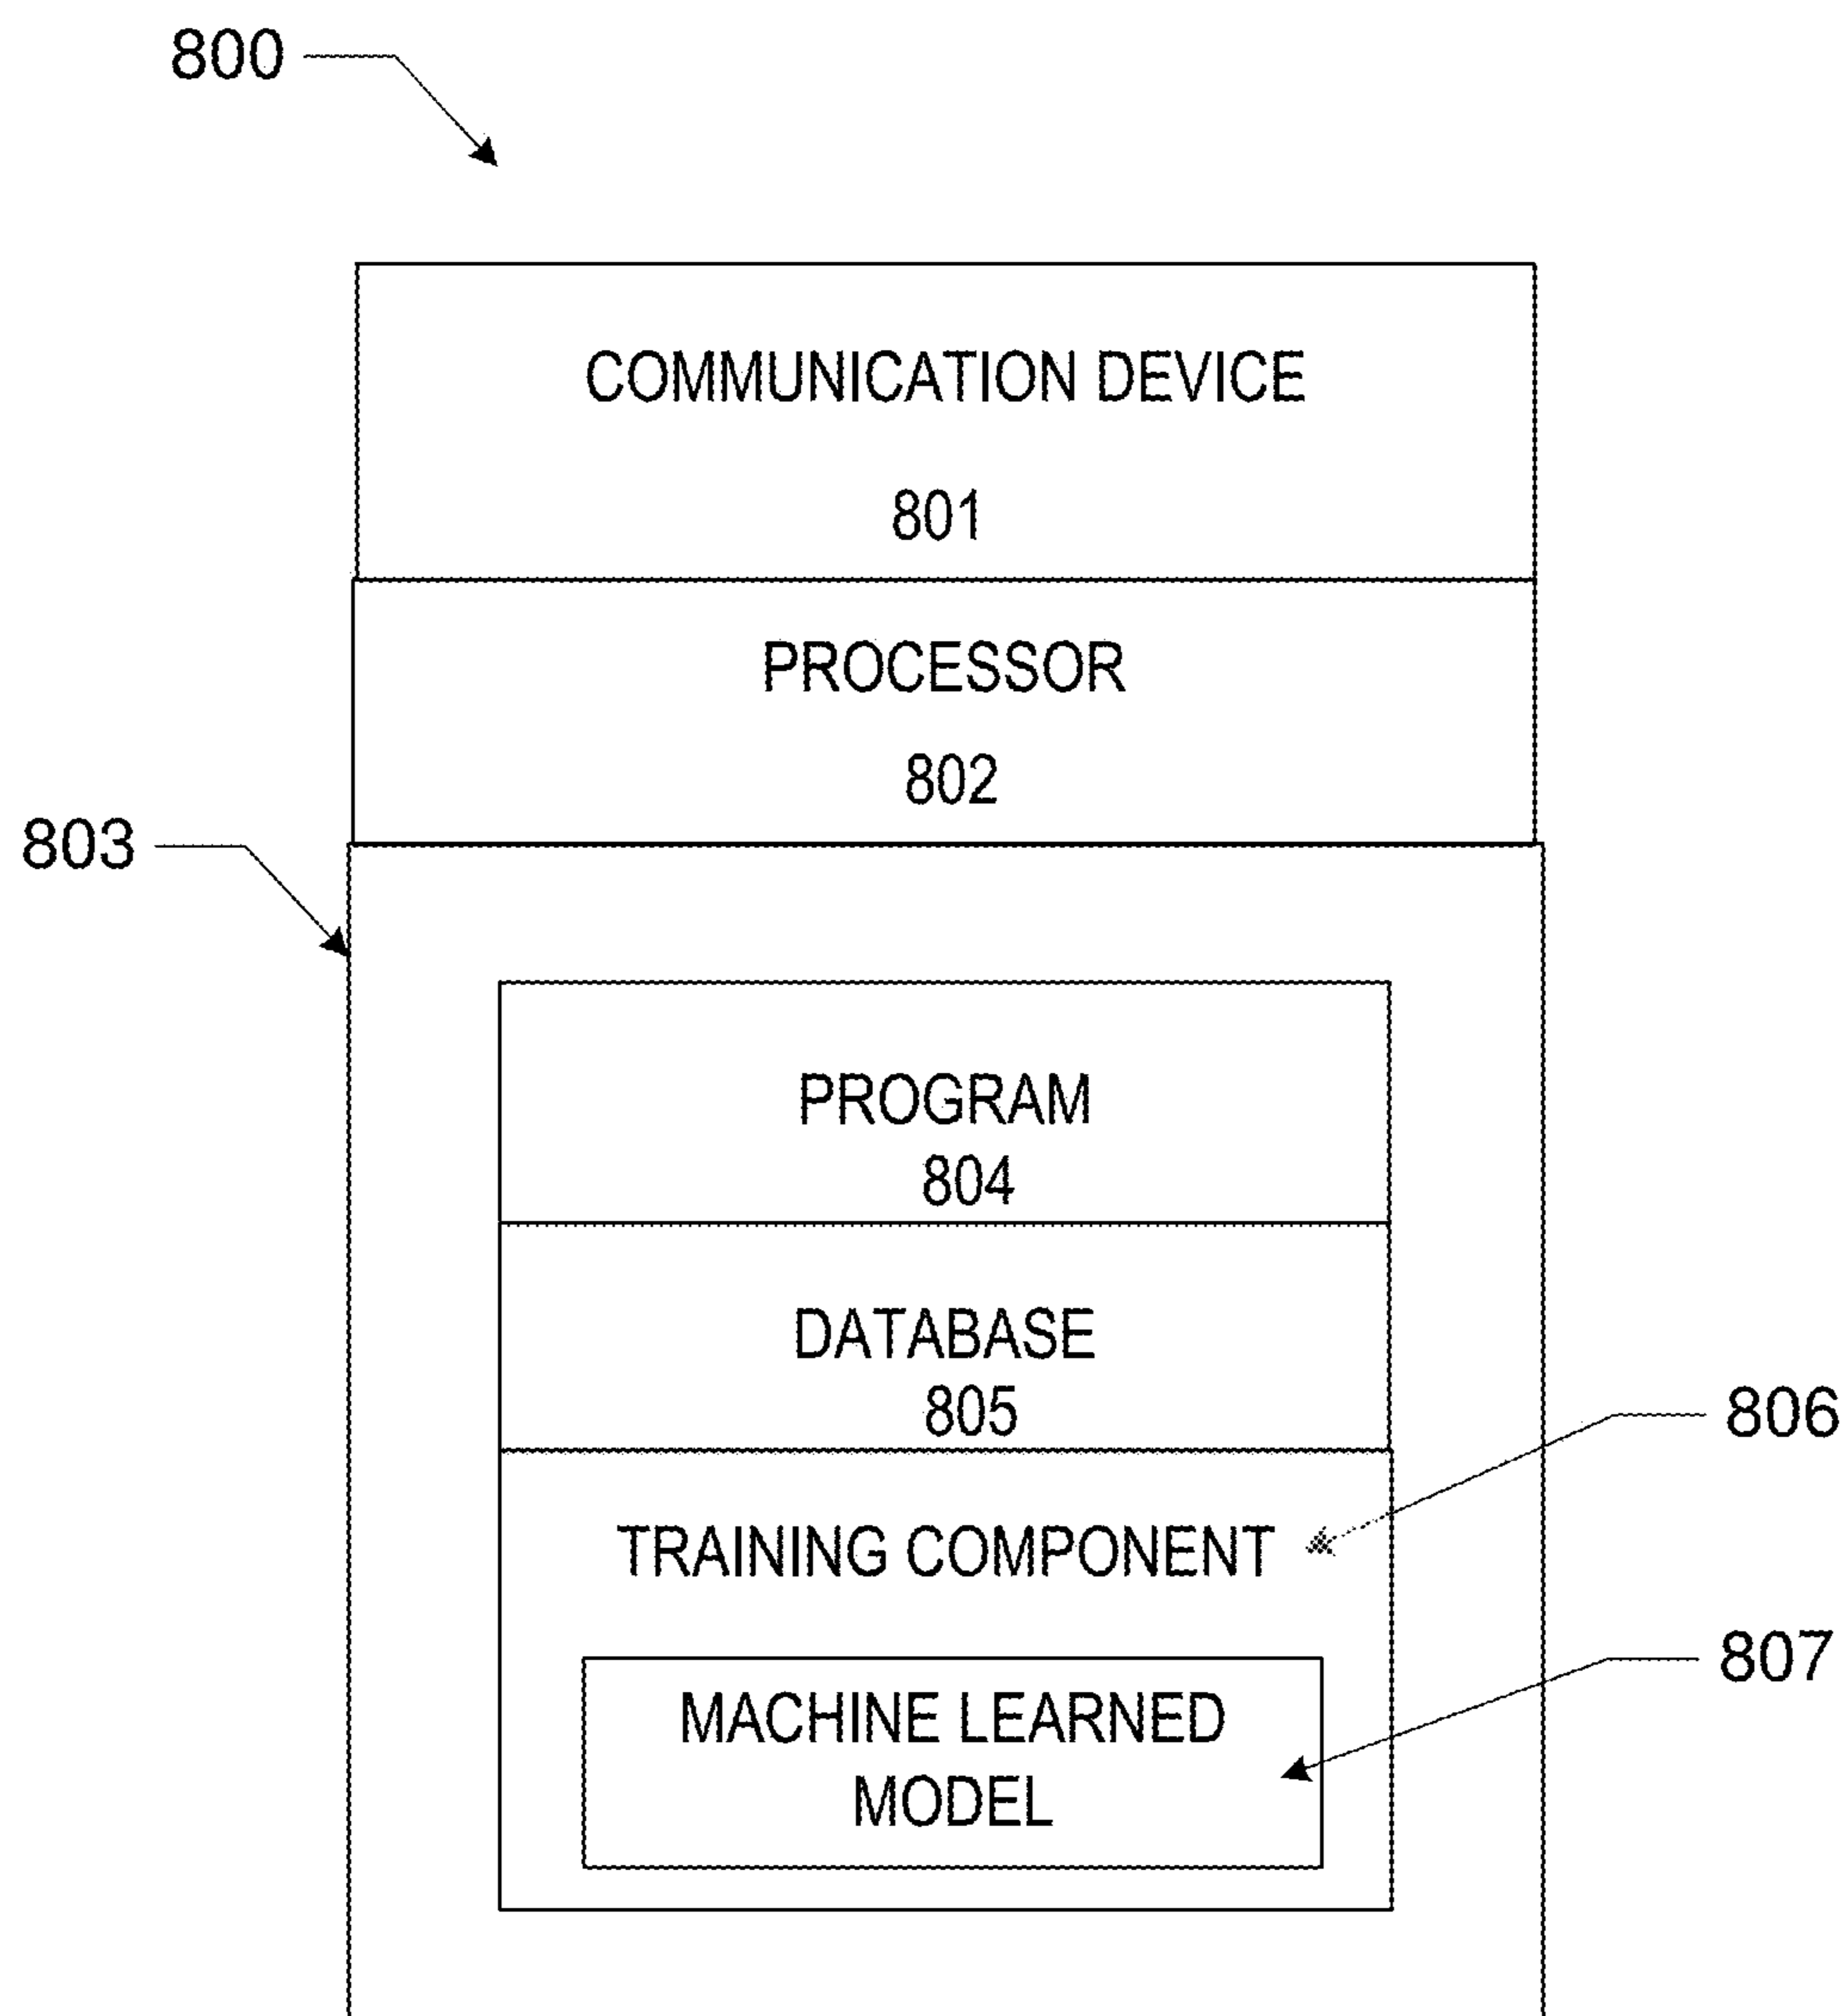 800
COMMUNICATION DEVICE
801
PROCESSOR
802
803
PROGRAM
804
DATABASE
805
806
TRAINING COMPONENT
807
MACHINE LEARNED
MODEL